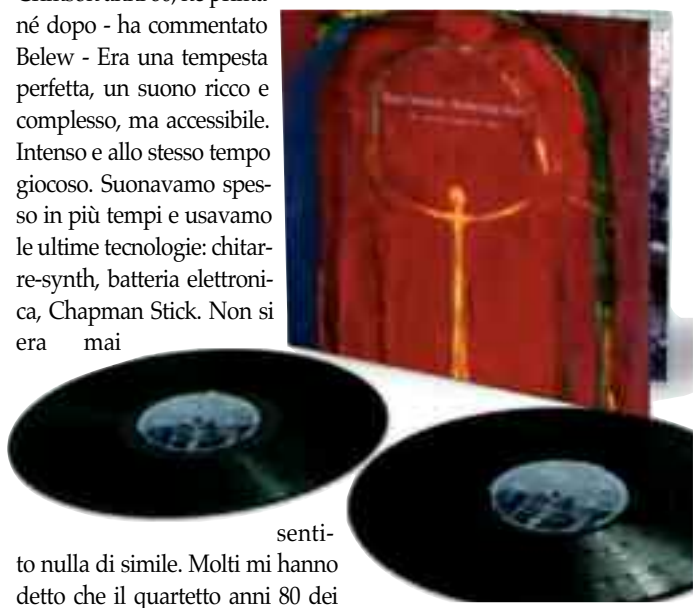 né dopo - ha commentato
Belew - Era una tempesta
perfetta, un suono ricco e
complesso, ma accessibile.
Intenso e allo stesso tempo
giocoso. Suonavamo spes-
so in più tempi e usavamo
le ultime tecnologie: chitar-
re-synth, batteria elettroni-
ca, Chapman Stick. Non si
era mai
senti-
to nulla di simile. Molti mi hanno
detto che il quartetto anni 80 dei